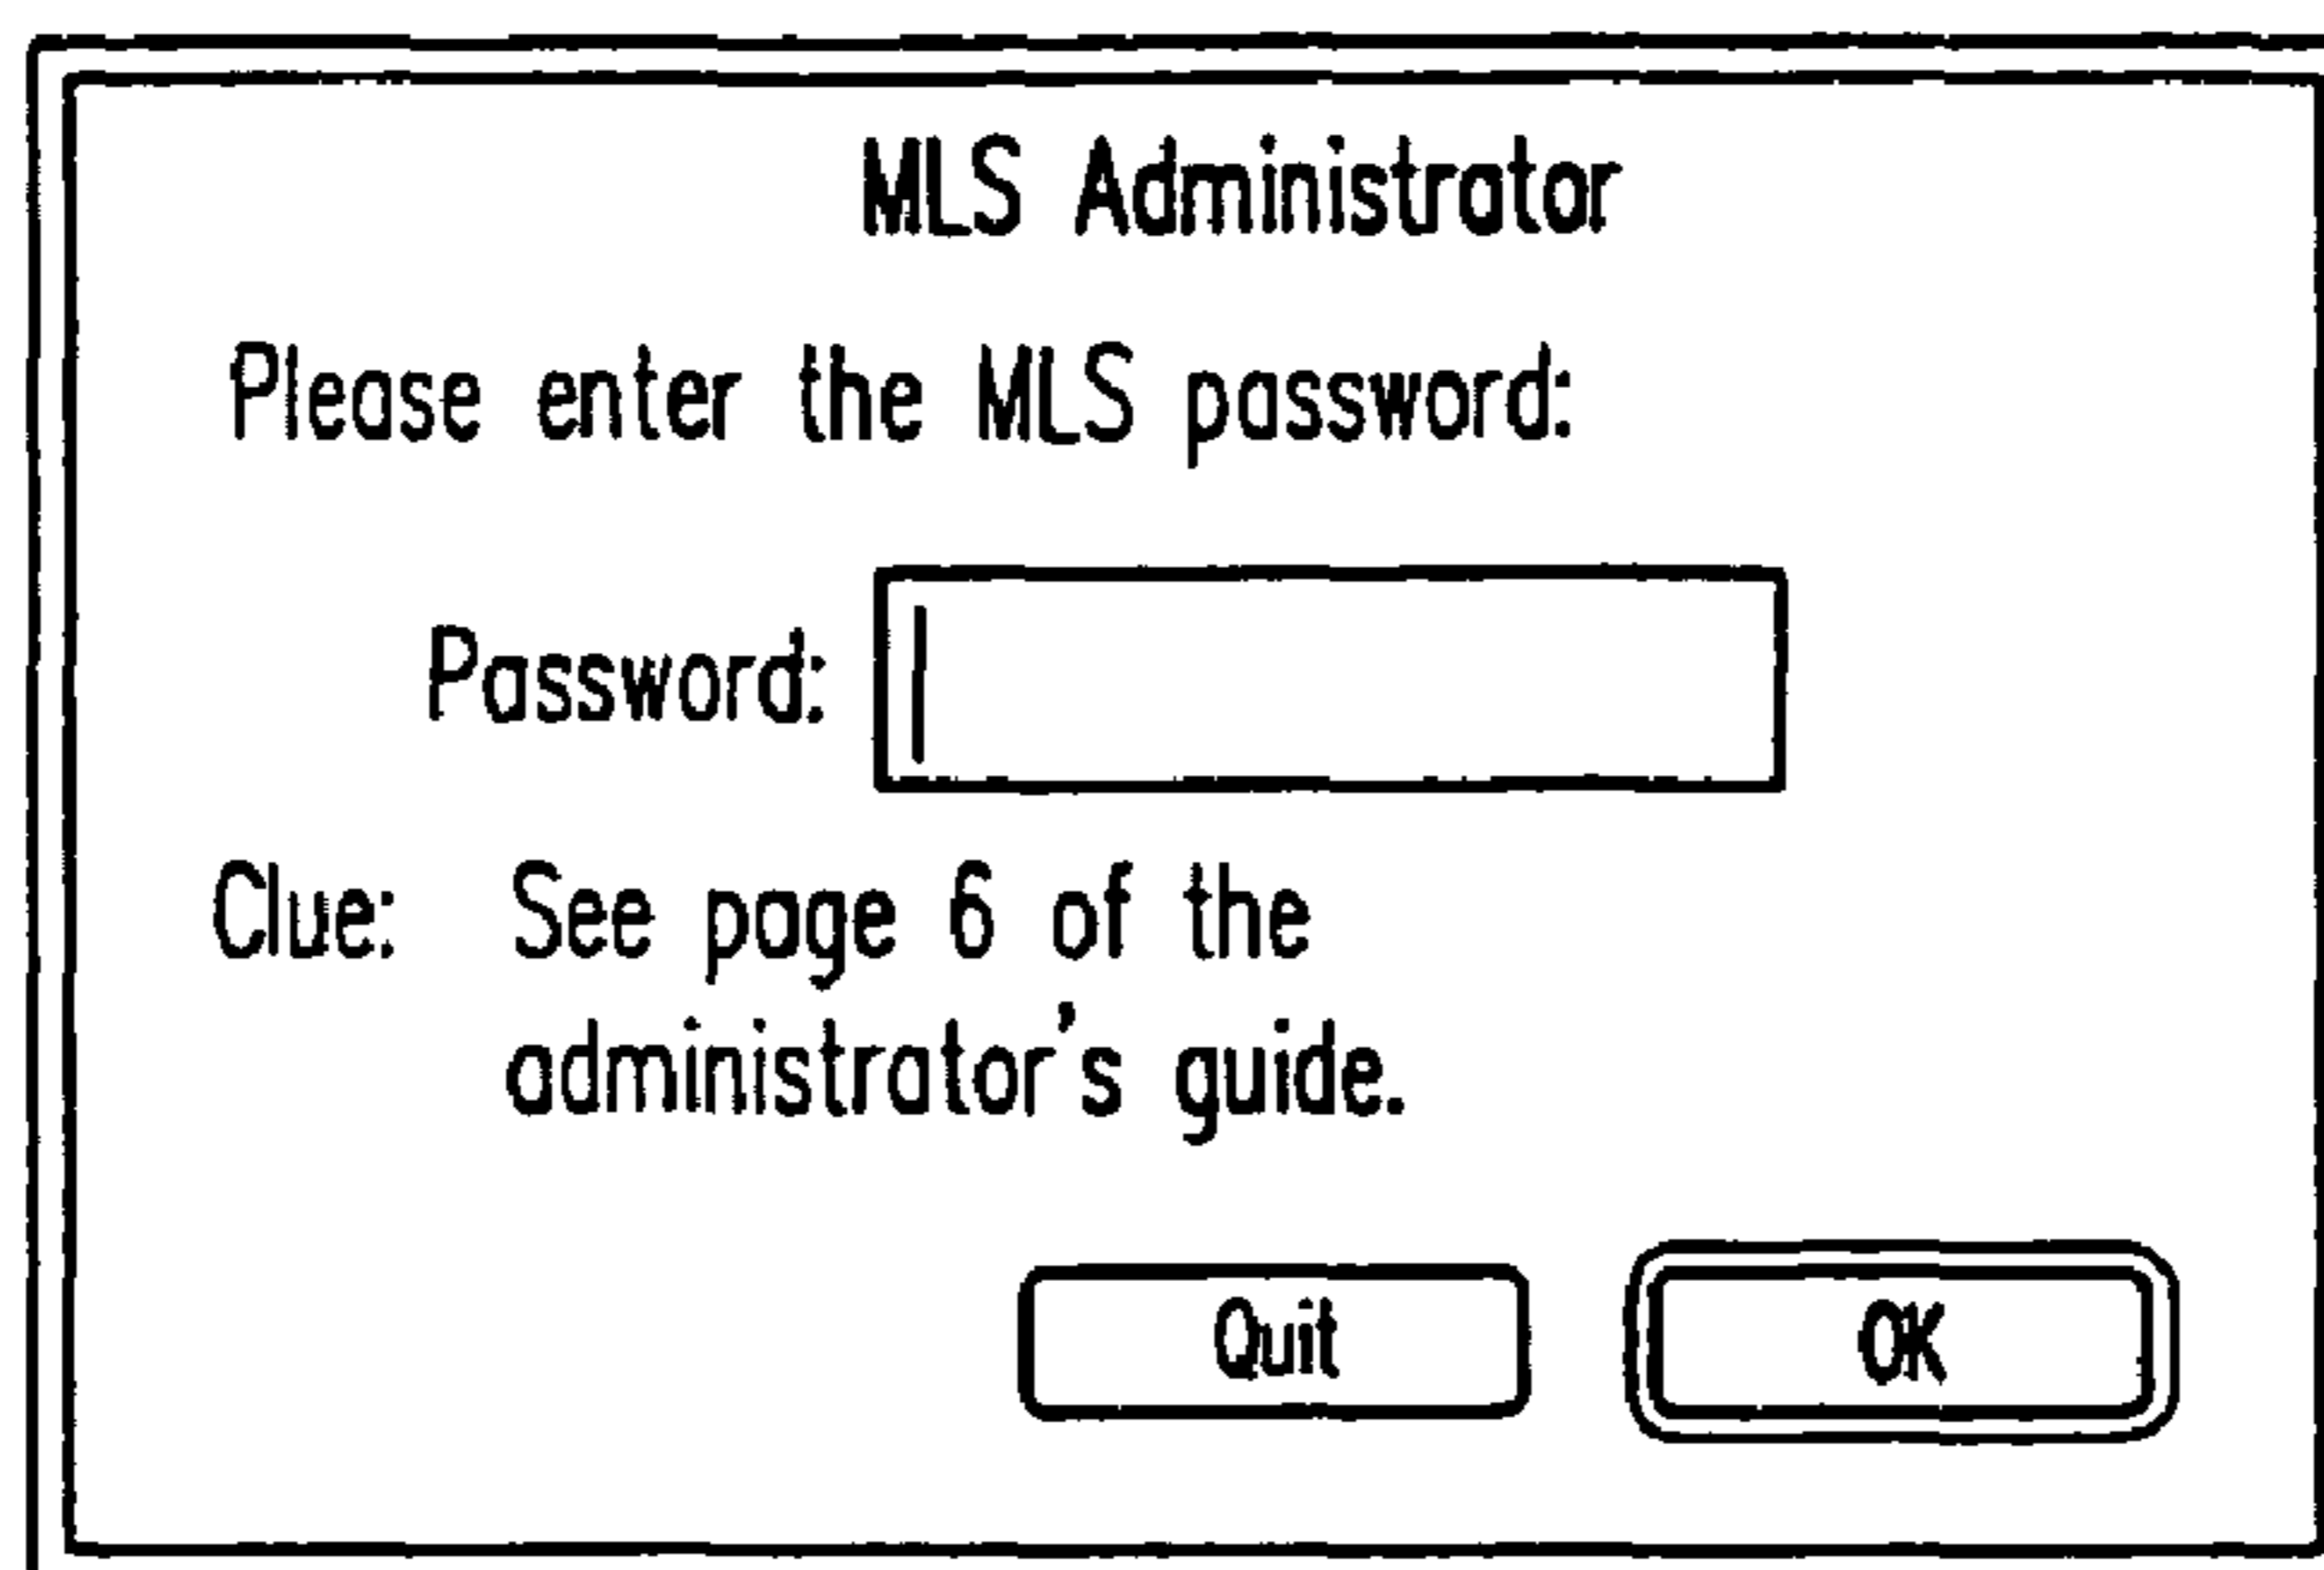 MLS Administrator
Please enter the MLS password:
Password:
Clue: See page 6 of the
administrator's guide.
Quit OK